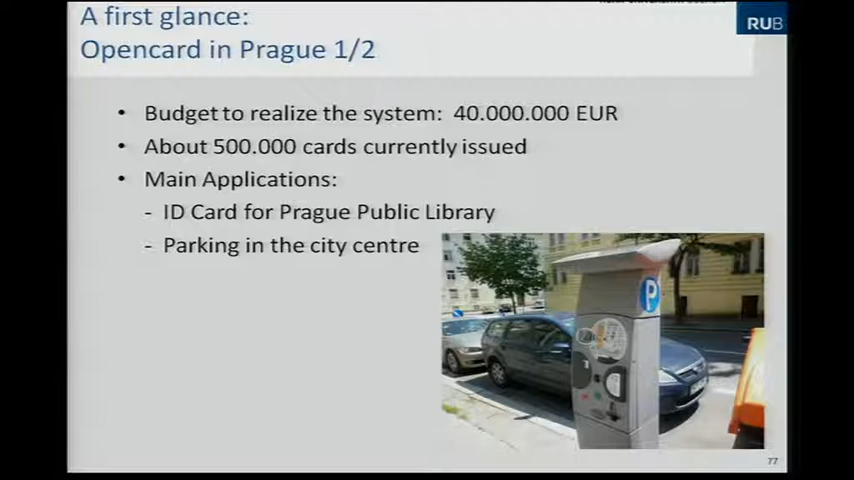 A first glance:
RUB
Opencard in Prague 1/2
• Budget to realize the system: 40.000.000 EUR
• About 500.000 cards currently issued
• Main Applications:
- ID Card for Prague Public Library
- Parking in the city centre
P
77